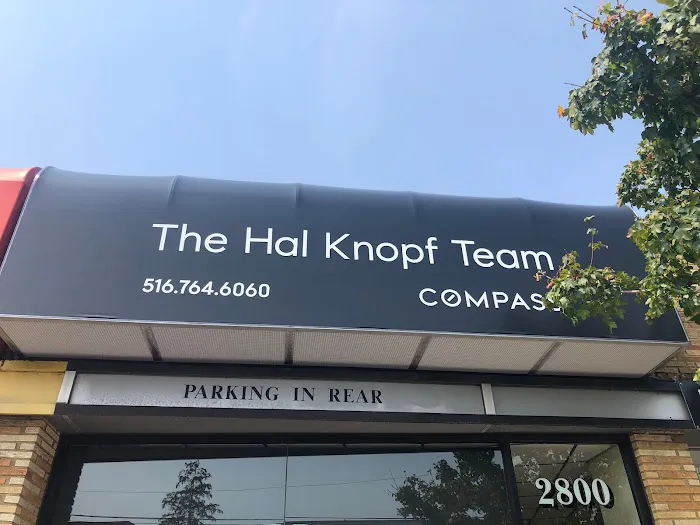 The Hal Knopf Team
516.764.6060
COMPASS
PARKING IN REAR
2800